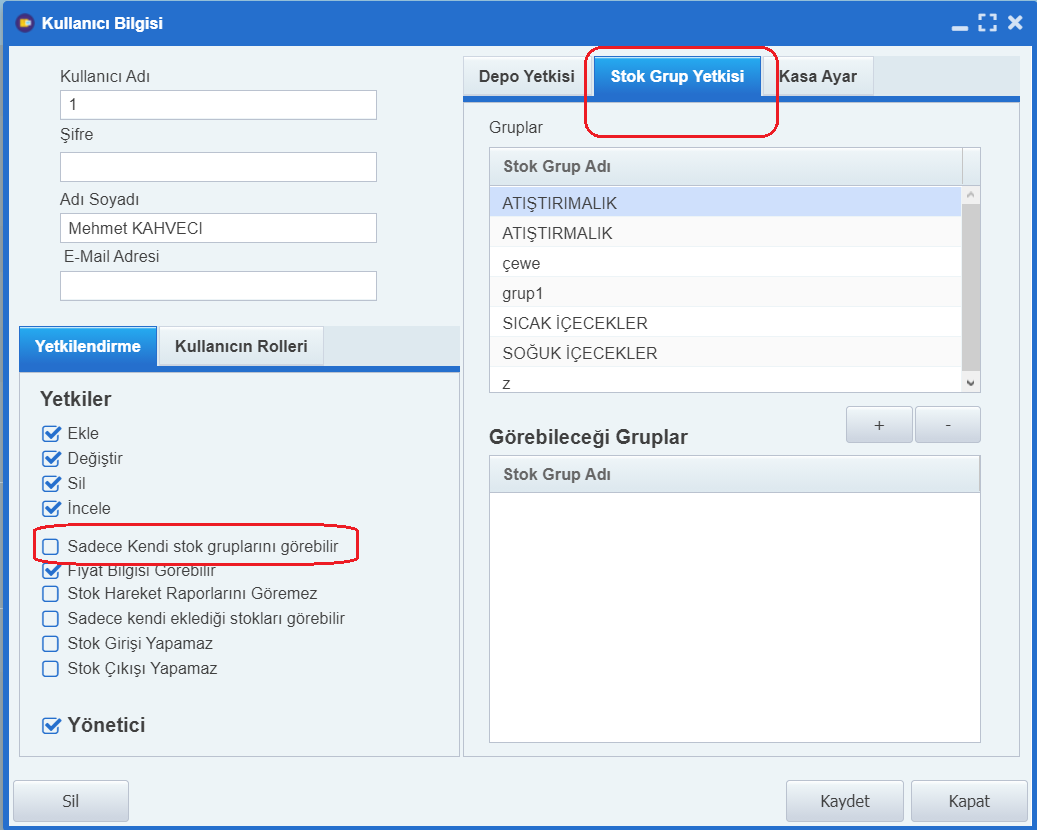 Kullanıcı Bilgisi
Kullanıcı Adı
1
Şifre
Adı Soyadı
Mehmet KAHVECI
E-Mail Adresi
Yetkilendirme
Kullanıcın Rolleri
Yetkiler
Ekle
Değiştir
Sil
İncele
Sadece Kendi stok gruplarını görebilir
Fiyat Bilgisi Görebilir
Stok Hareket Raporlarını Göremez
Sadece kendi eklediği stokları görebilir
Stok Girişi Yapamaz
Stok Çıkışı Yapamaz
Yönetici
Depo Yetkisi
Stok Grup Yetkisi
Kasa Ayar
Gruplar
Stok Grup Adı
ATIŞTIRIMALIK
ATIŞTIRMALIK
çewe
grup1
SICAK İÇECEKLER
SOĞUK İÇECEKLER
z
+
-
Görebileceği Gruplar
Stok Grup Adı
Sil
Kaydet
Kapat